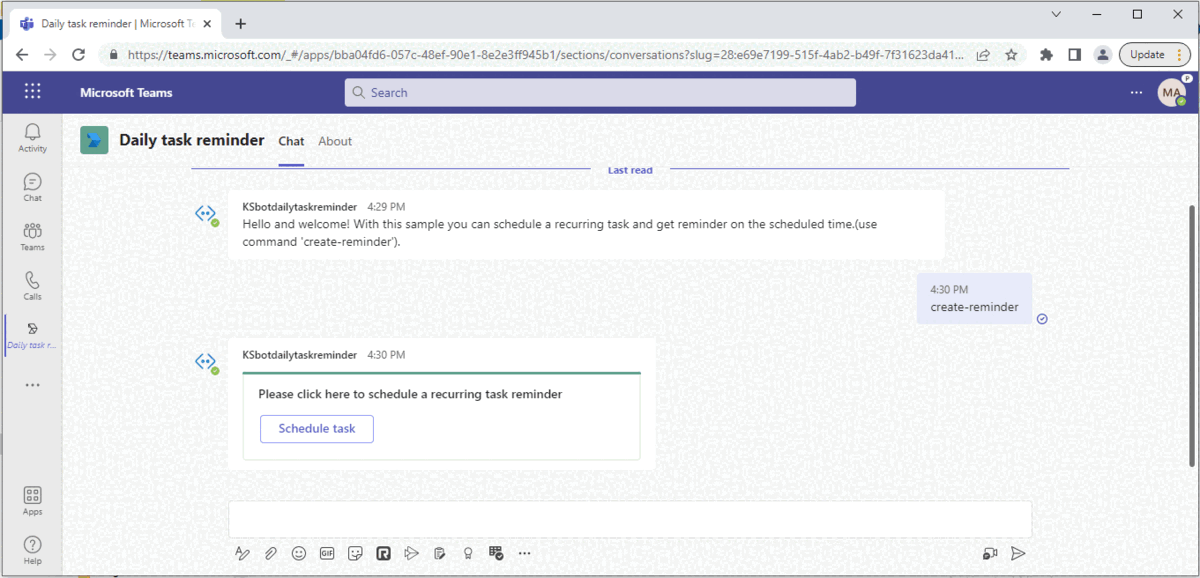 Daily task reminder | Microsoft Te
https://teams.microsoft.com/_#/apps/bba04fd6-057c-48ef-90e1-8e2e3ff945b1/sections/conversations?slug=28:e69e7199-515f-4ab2-b49f-7f31623da41...
Update
Microsoft Teams
Search
MA
P
Activity
Chat
Teams
Calls
Daily task r...
Apps
Help
Daily task reminder
Chat
About
Last read
KSbotdailytaskreminder 4:29 PM
Hello and welcome! With this sample you can schedule a recurring task and get reminder on the scheduled time.(use
command 'create-reminder').
4:30 PM
create-reminder
KSbotdailytaskreminder 4:30 PM
Please click here to schedule a recurring task reminder
Schedule task
GIF